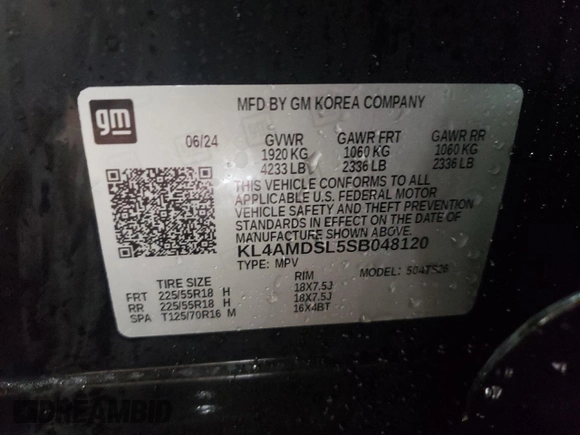 gm
MFD BY GM KOREA COMPANY
06/24 GVWR GAWR FRT GAWR RR
1920 KG 1060 KG 1060 KG
4233 LB 2336 LB 2336 LB
THIS VEHICLE CONFORMS TO ALL
APPLICABLE U.S. FEDERAL MOTOR
VEHICLE SAFETY AND THEFT PREVENTION
STANDARDS IN EFFECT ON THE DATE OF
MANUFACTURE SHOWN ABOVE.
KL4AMDSL5SB048120
TYPE: MPV MODEL: 504TS26
TIRE SIZE RIM
FRT 225/55R18 H 18X7.5J
RR 225/55R18 H 18X7.5J
SPA T125/70R16 M 16X4BT
DREAMBID